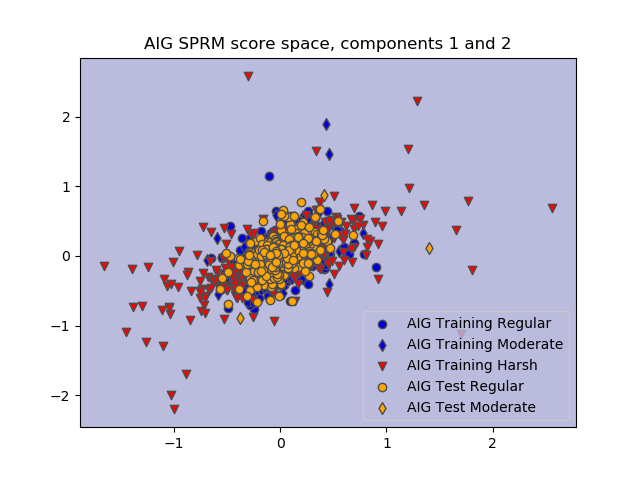 AIG SPRM score space, components 1 and 2
2
1
0
−1
−2
−1
0
1
2
AIG Training Regular
AIG Training Moderate
AIG Training Harsh
AIG Test Regular
AIG Test Moderate